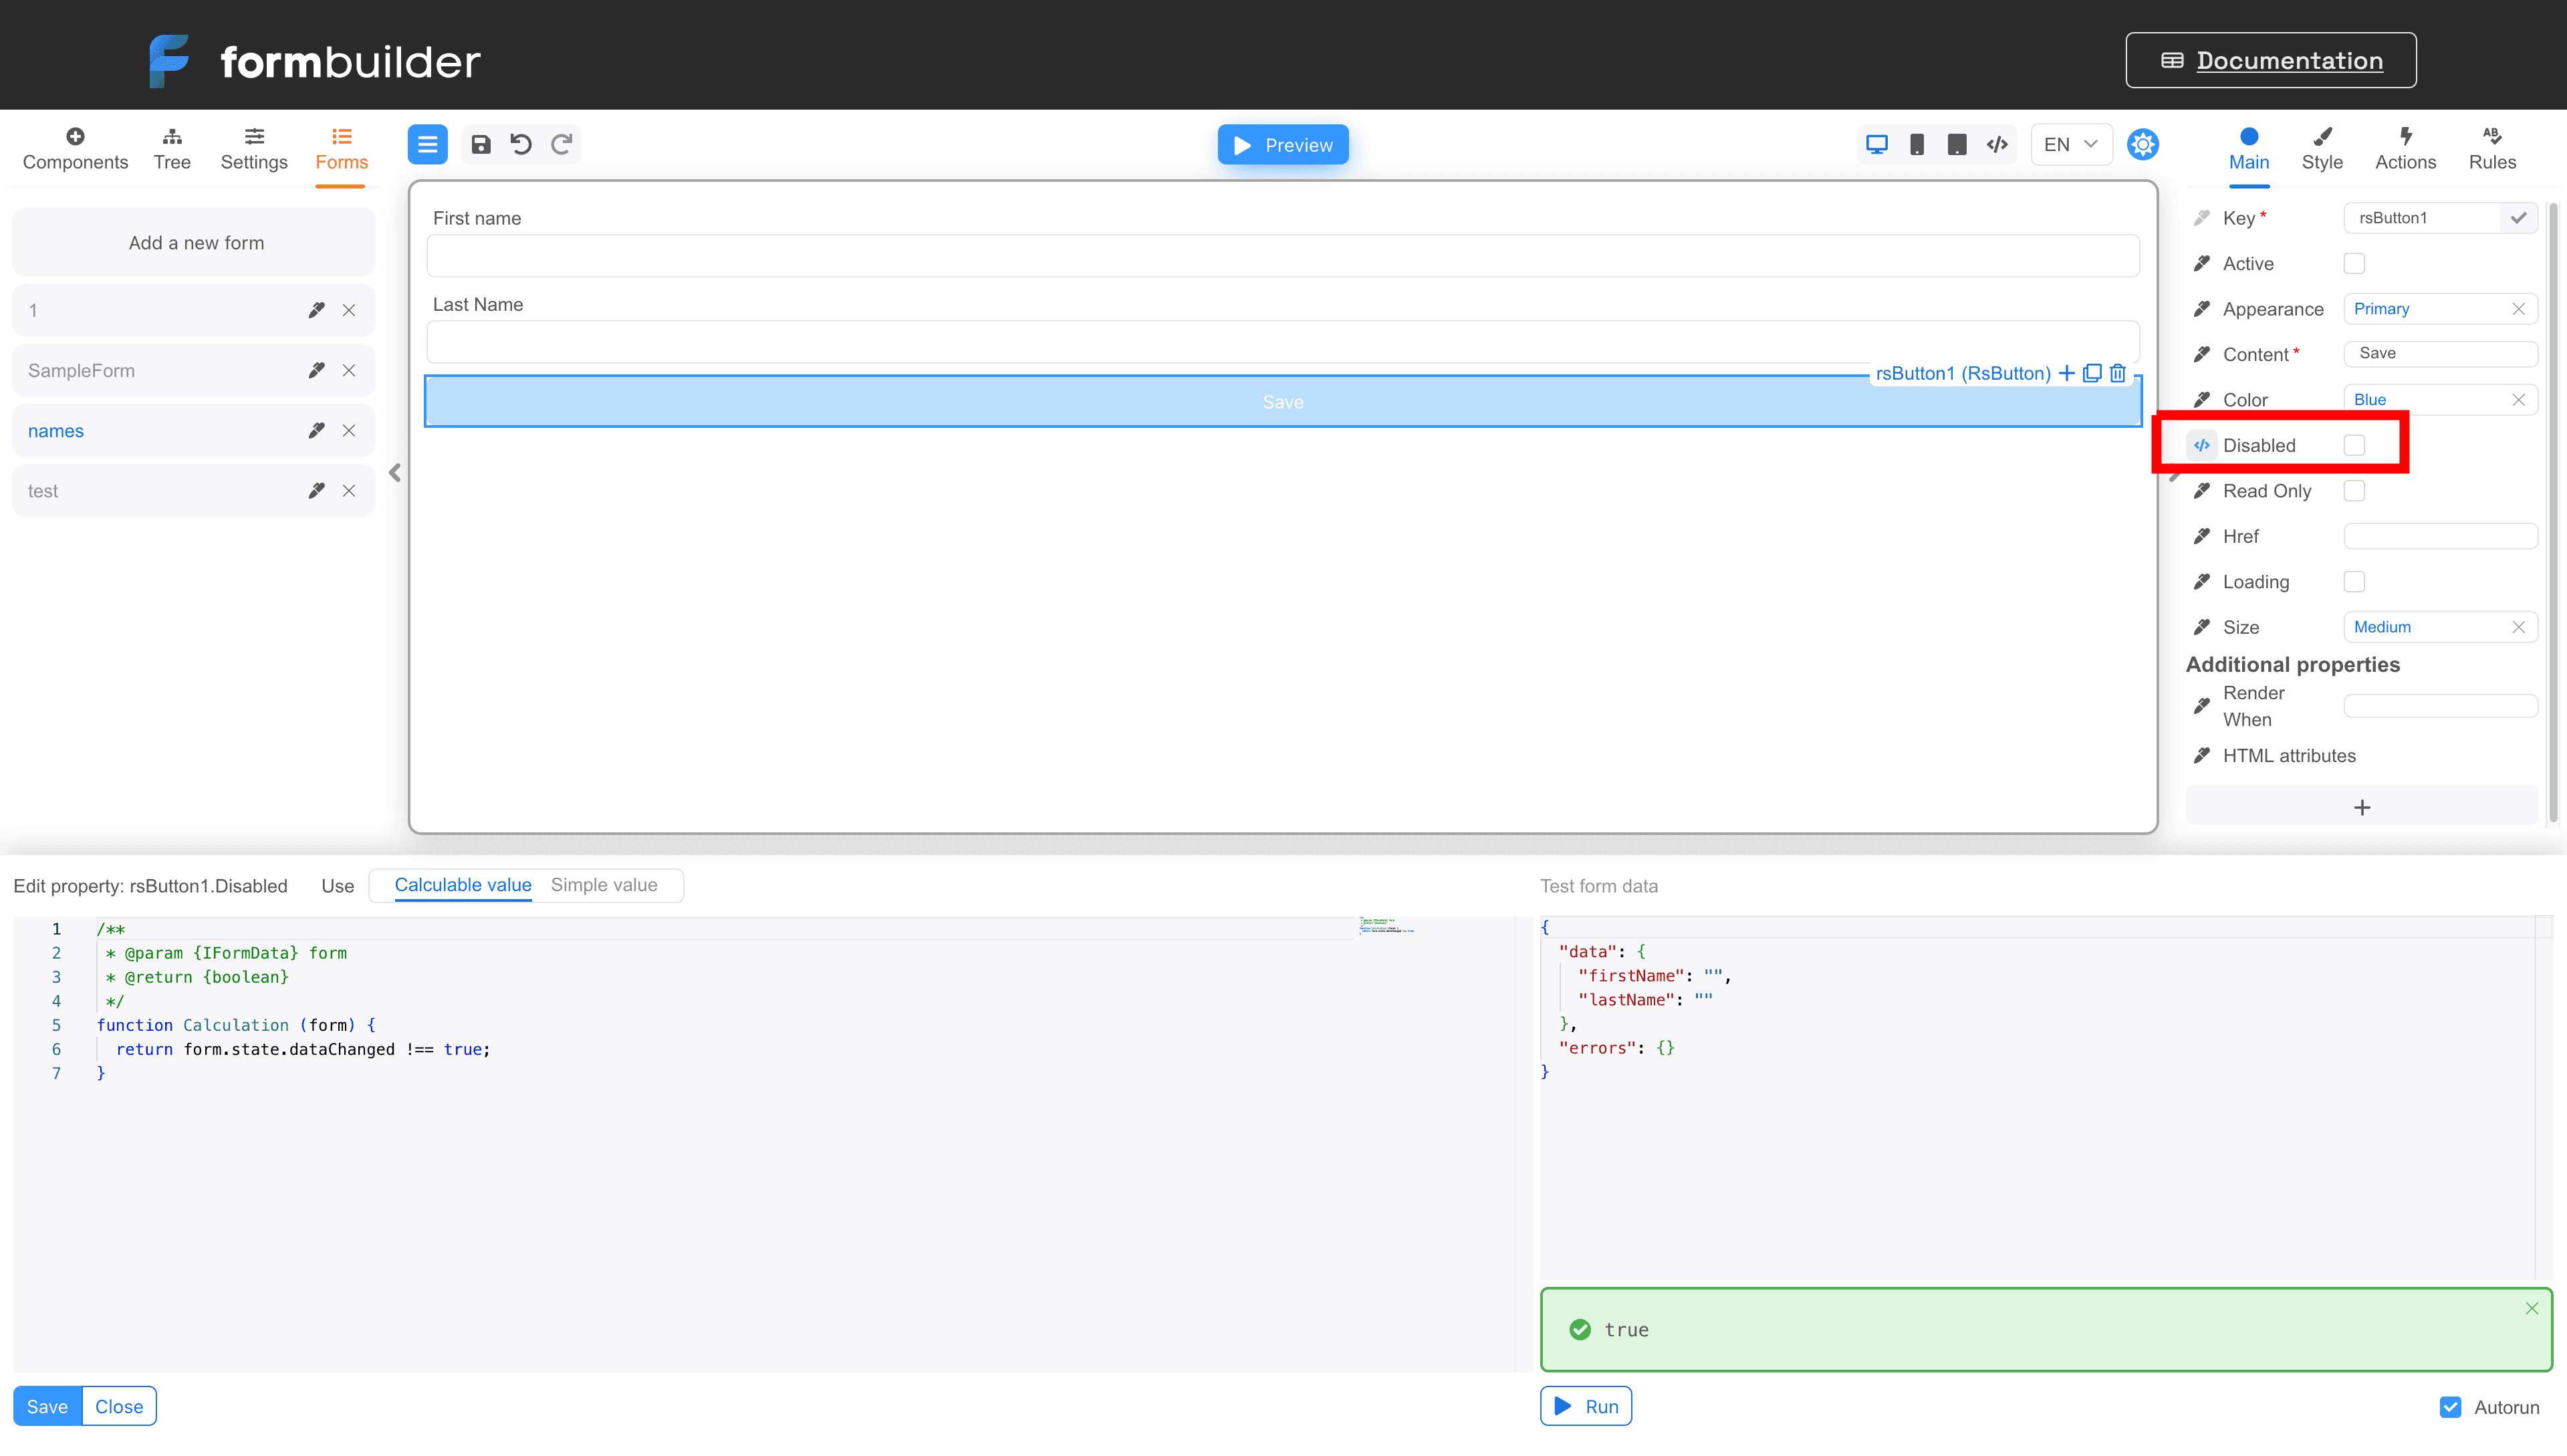 formbuilder
Documentation
Components
Tree
Settings
Forms
Preview
EN
Main
Style
Actions
Rules
Add a new form
1
SampleForm
names
test
First name
Last Name
rsButton1 (RsButton)
Save
Key *
rsButton1
Active
Appearance
Primary
Content *
Save
Color
Blue
Disabled
Read Only
Href
Loading
Size
Medium
Additional properties
Render
When
HTML attributes
Edit property: rsButton1.Disabled
Use
Calculable value
Simple value
1 /**
2  * @param {IFormData} form
3  * @return {boolean}
4  */
5 function Calculation (form) {
6   return form.state.dataChanged !== true;
7 }
Test form data
{
  "data": {
    "firstName": "",
    "lastName": ""
  },
  "errors": {}
}
true
Save
Close
Run
Autorun